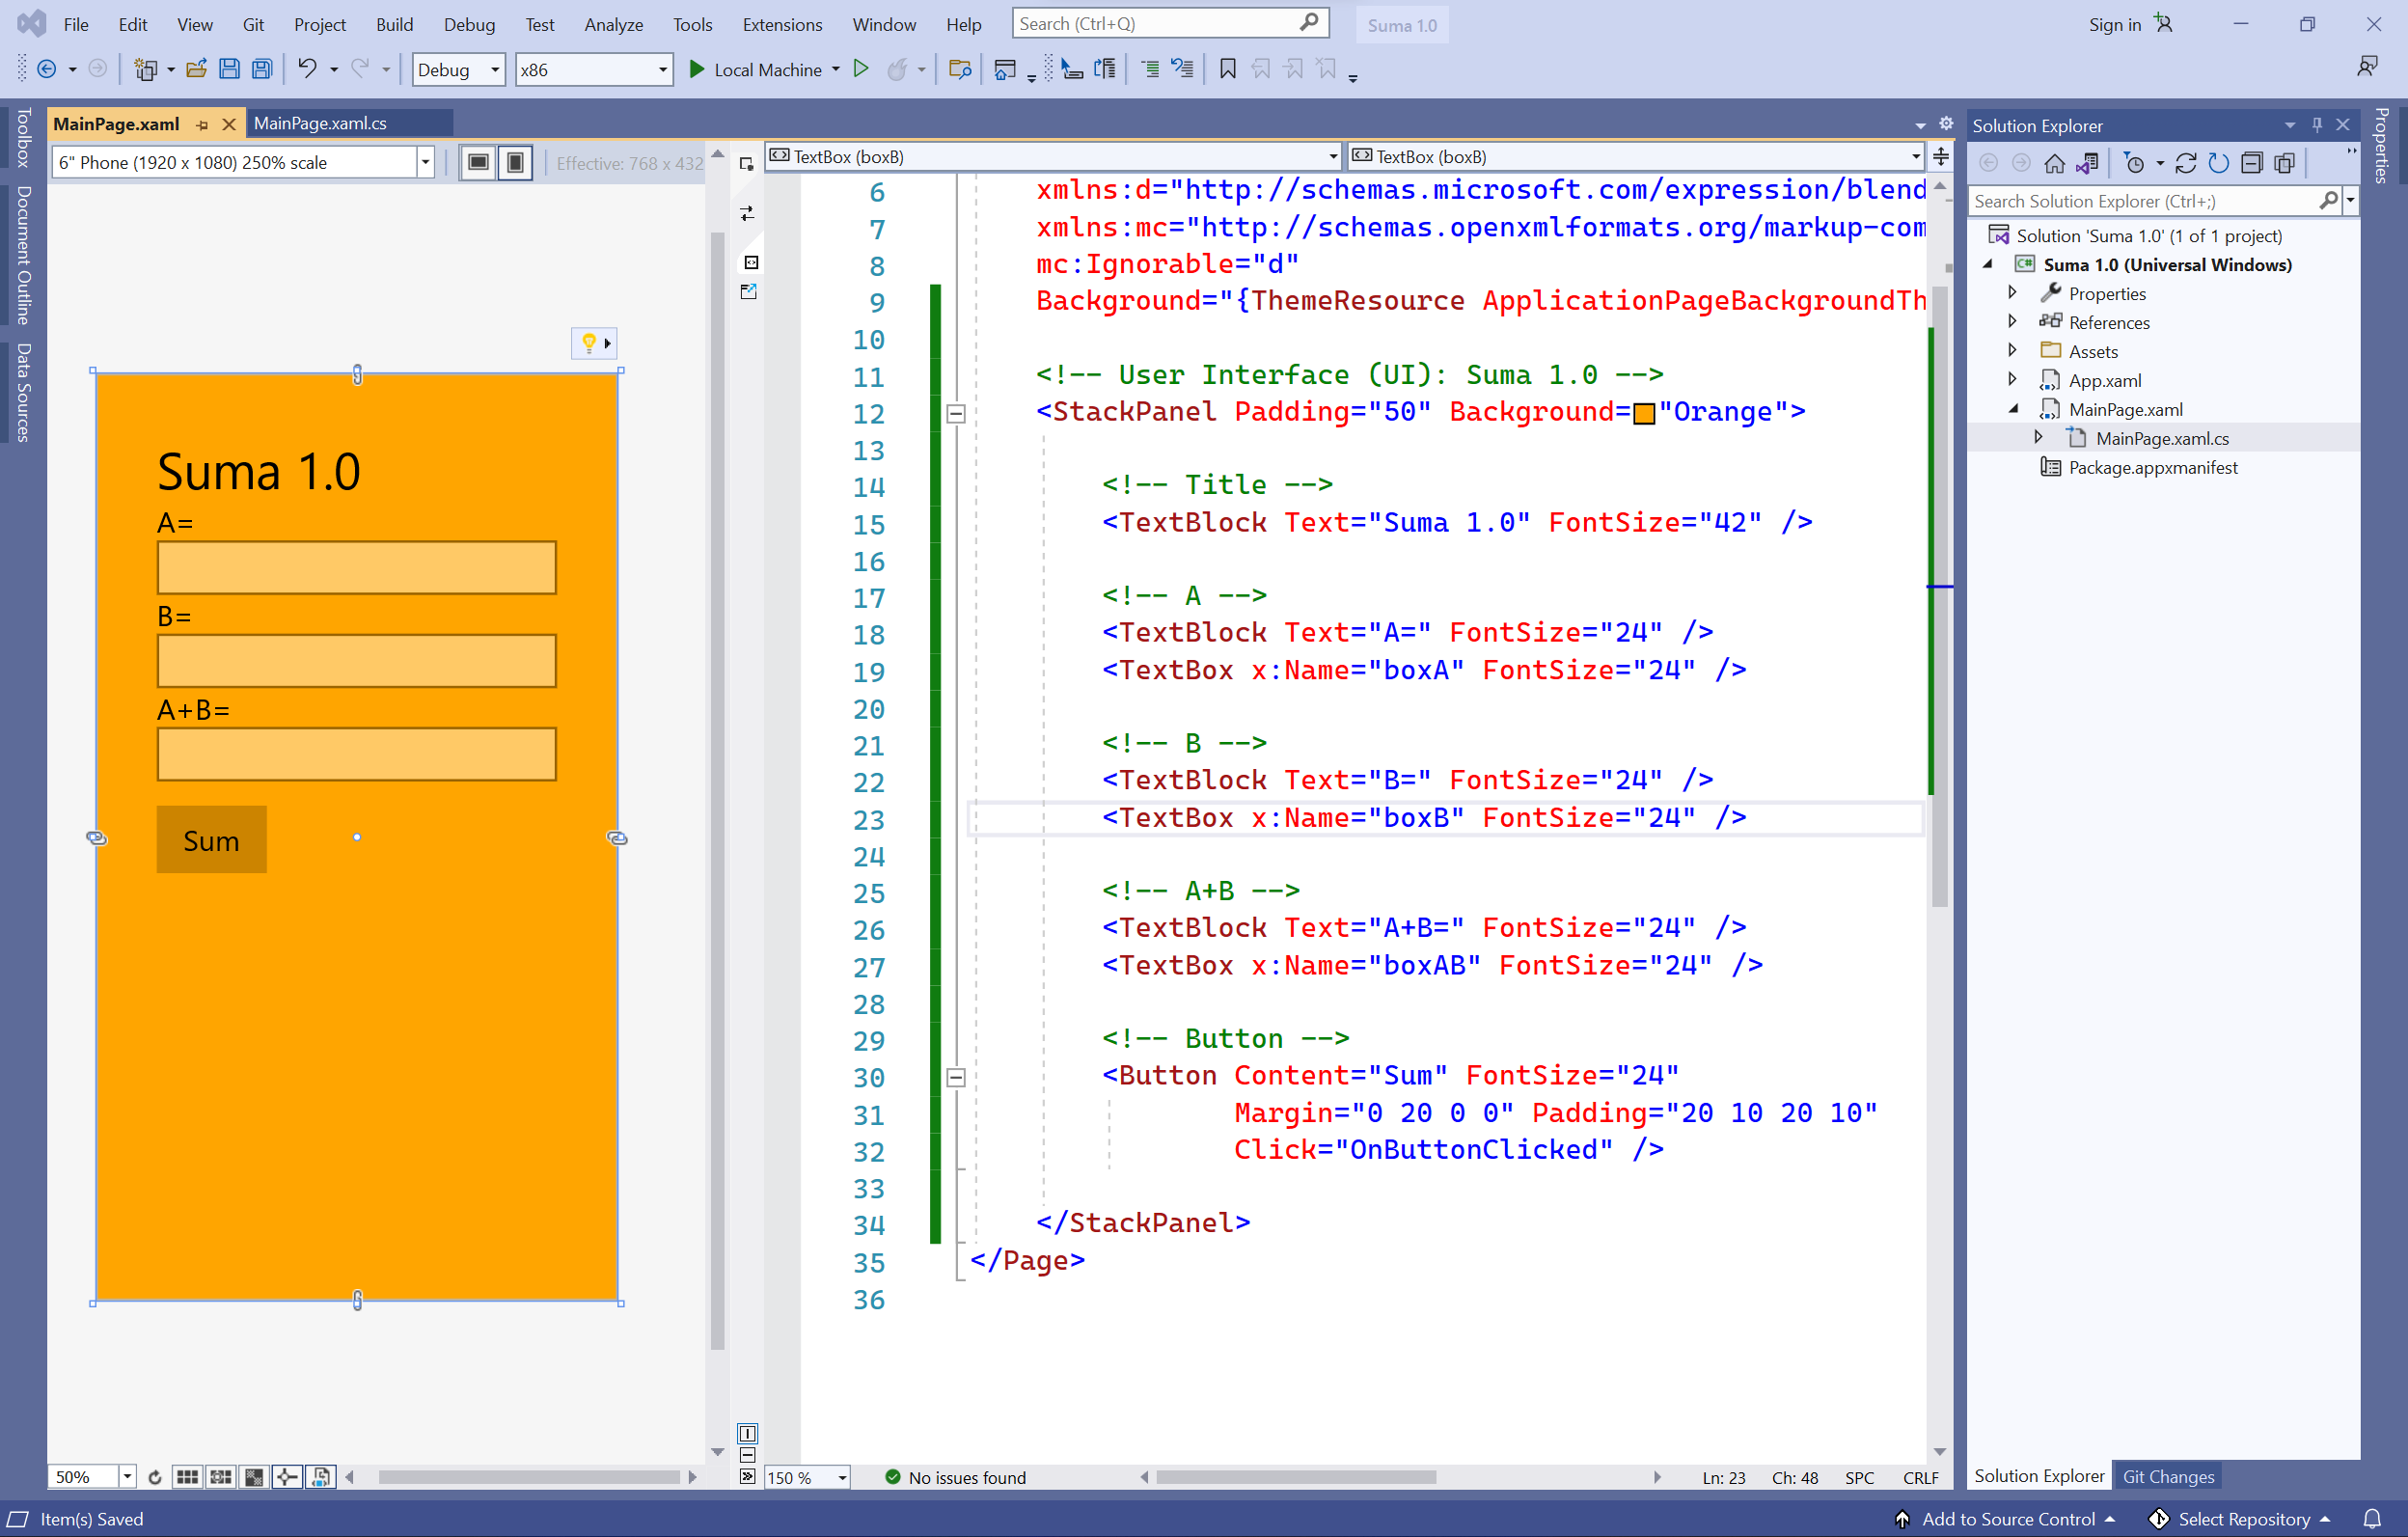 File Edit View Git Project Build Debug Test Analyze Tools Extensions Window Help Search (Ctrl+Q) Suma 1.0 Sign in
Debug x86 Local Machine
Toolbox
Document Outline
Data Sources
MainPage.xaml MainPage.xaml.cs
6" Phone (1920 x 1080) 250% scale Effective: 768 x 432
Suma 1.0
A=
B=
A+B=
Sum
50%
TextBox (boxB) TextBox (boxB)
6 xmlns:d="http://schemas.microsoft.com/expression/blend
7 xmlns:mc="http://schemas.openxmlformats.org/markup-com
8 mc:Ignorable="d"
9 Background="{ThemeResource ApplicationPageBackgroundTh
10
11 <!-- User Interface (UI): Suma 1.0 -->
12 <StackPanel Padding="50" Background="Orange">
13
14 <!-- Title -->
15 <TextBlock Text="Suma 1.0" FontSize="42" />
16
17 <!-- A -->
18 <TextBlock Text="A=" FontSize="24" />
19 <TextBox x:Name="boxA" FontSize="24" />
20
21 <!-- B -->
22 <TextBlock Text="B=" FontSize="24" />
23 <TextBox x:Name="boxB" FontSize="24" />
24
25 <!-- A+B -->
26 <TextBlock Text="A+B=" FontSize="24" />
27 <TextBox x:Name="boxAB" FontSize="24" />
28
29 <!-- Button -->
30 <Button Content="Sum" FontSize="24"
31 Margin="0 20 0 0" Padding="20 10 20 10"
32 Click="OnButtonClicked" />
33
34 </StackPanel>
35 </Page>
36
150 % No issues found Ln: 23 Ch: 48 SPC CRLF
Solution Explorer
Search Solution Explorer (Ctrl+;)
Solution 'Suma 1.0' (1 of 1 project)
C# Suma 1.0 (Universal Windows)
Properties
References
Assets
App.xaml
MainPage.xaml
MainPage.xaml.cs
Package.appxmanifest
Solution Explorer Git Changes
Properties
Item(s) Saved Add to Source Control Select Repository